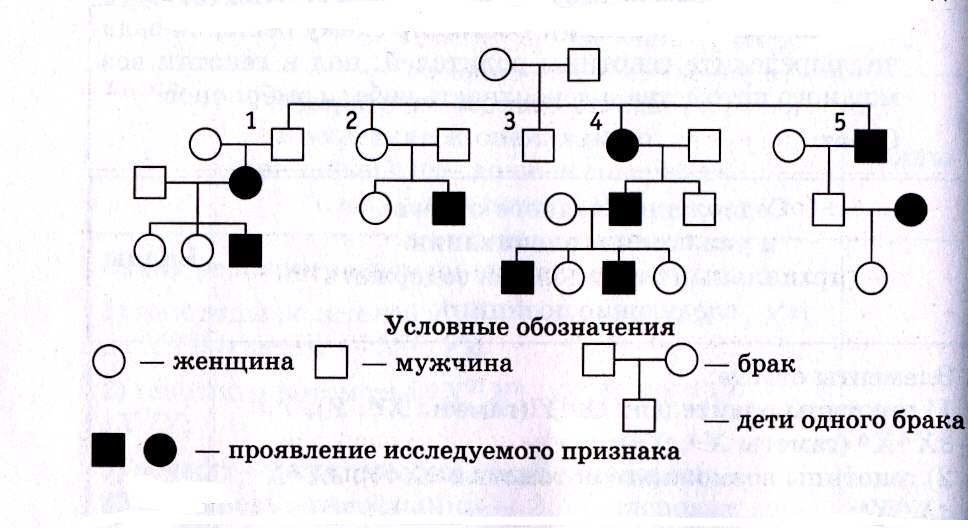 1 2 3 4 5
Условные обозначения
— женщина — мужчина — брак
— дети одного брака
— проявление исследуемого признака